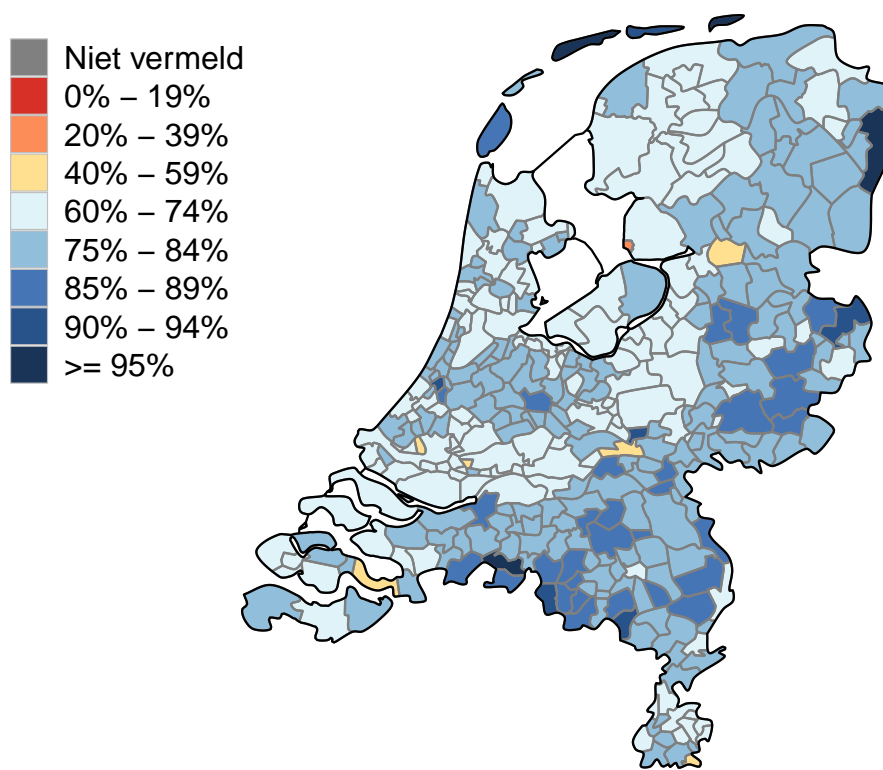 Niet vermeld
0% – 19%
20% – 39%
40% – 59%
60% – 74%
75% – 84%
85% – 89%
90% – 94%
>= 95%